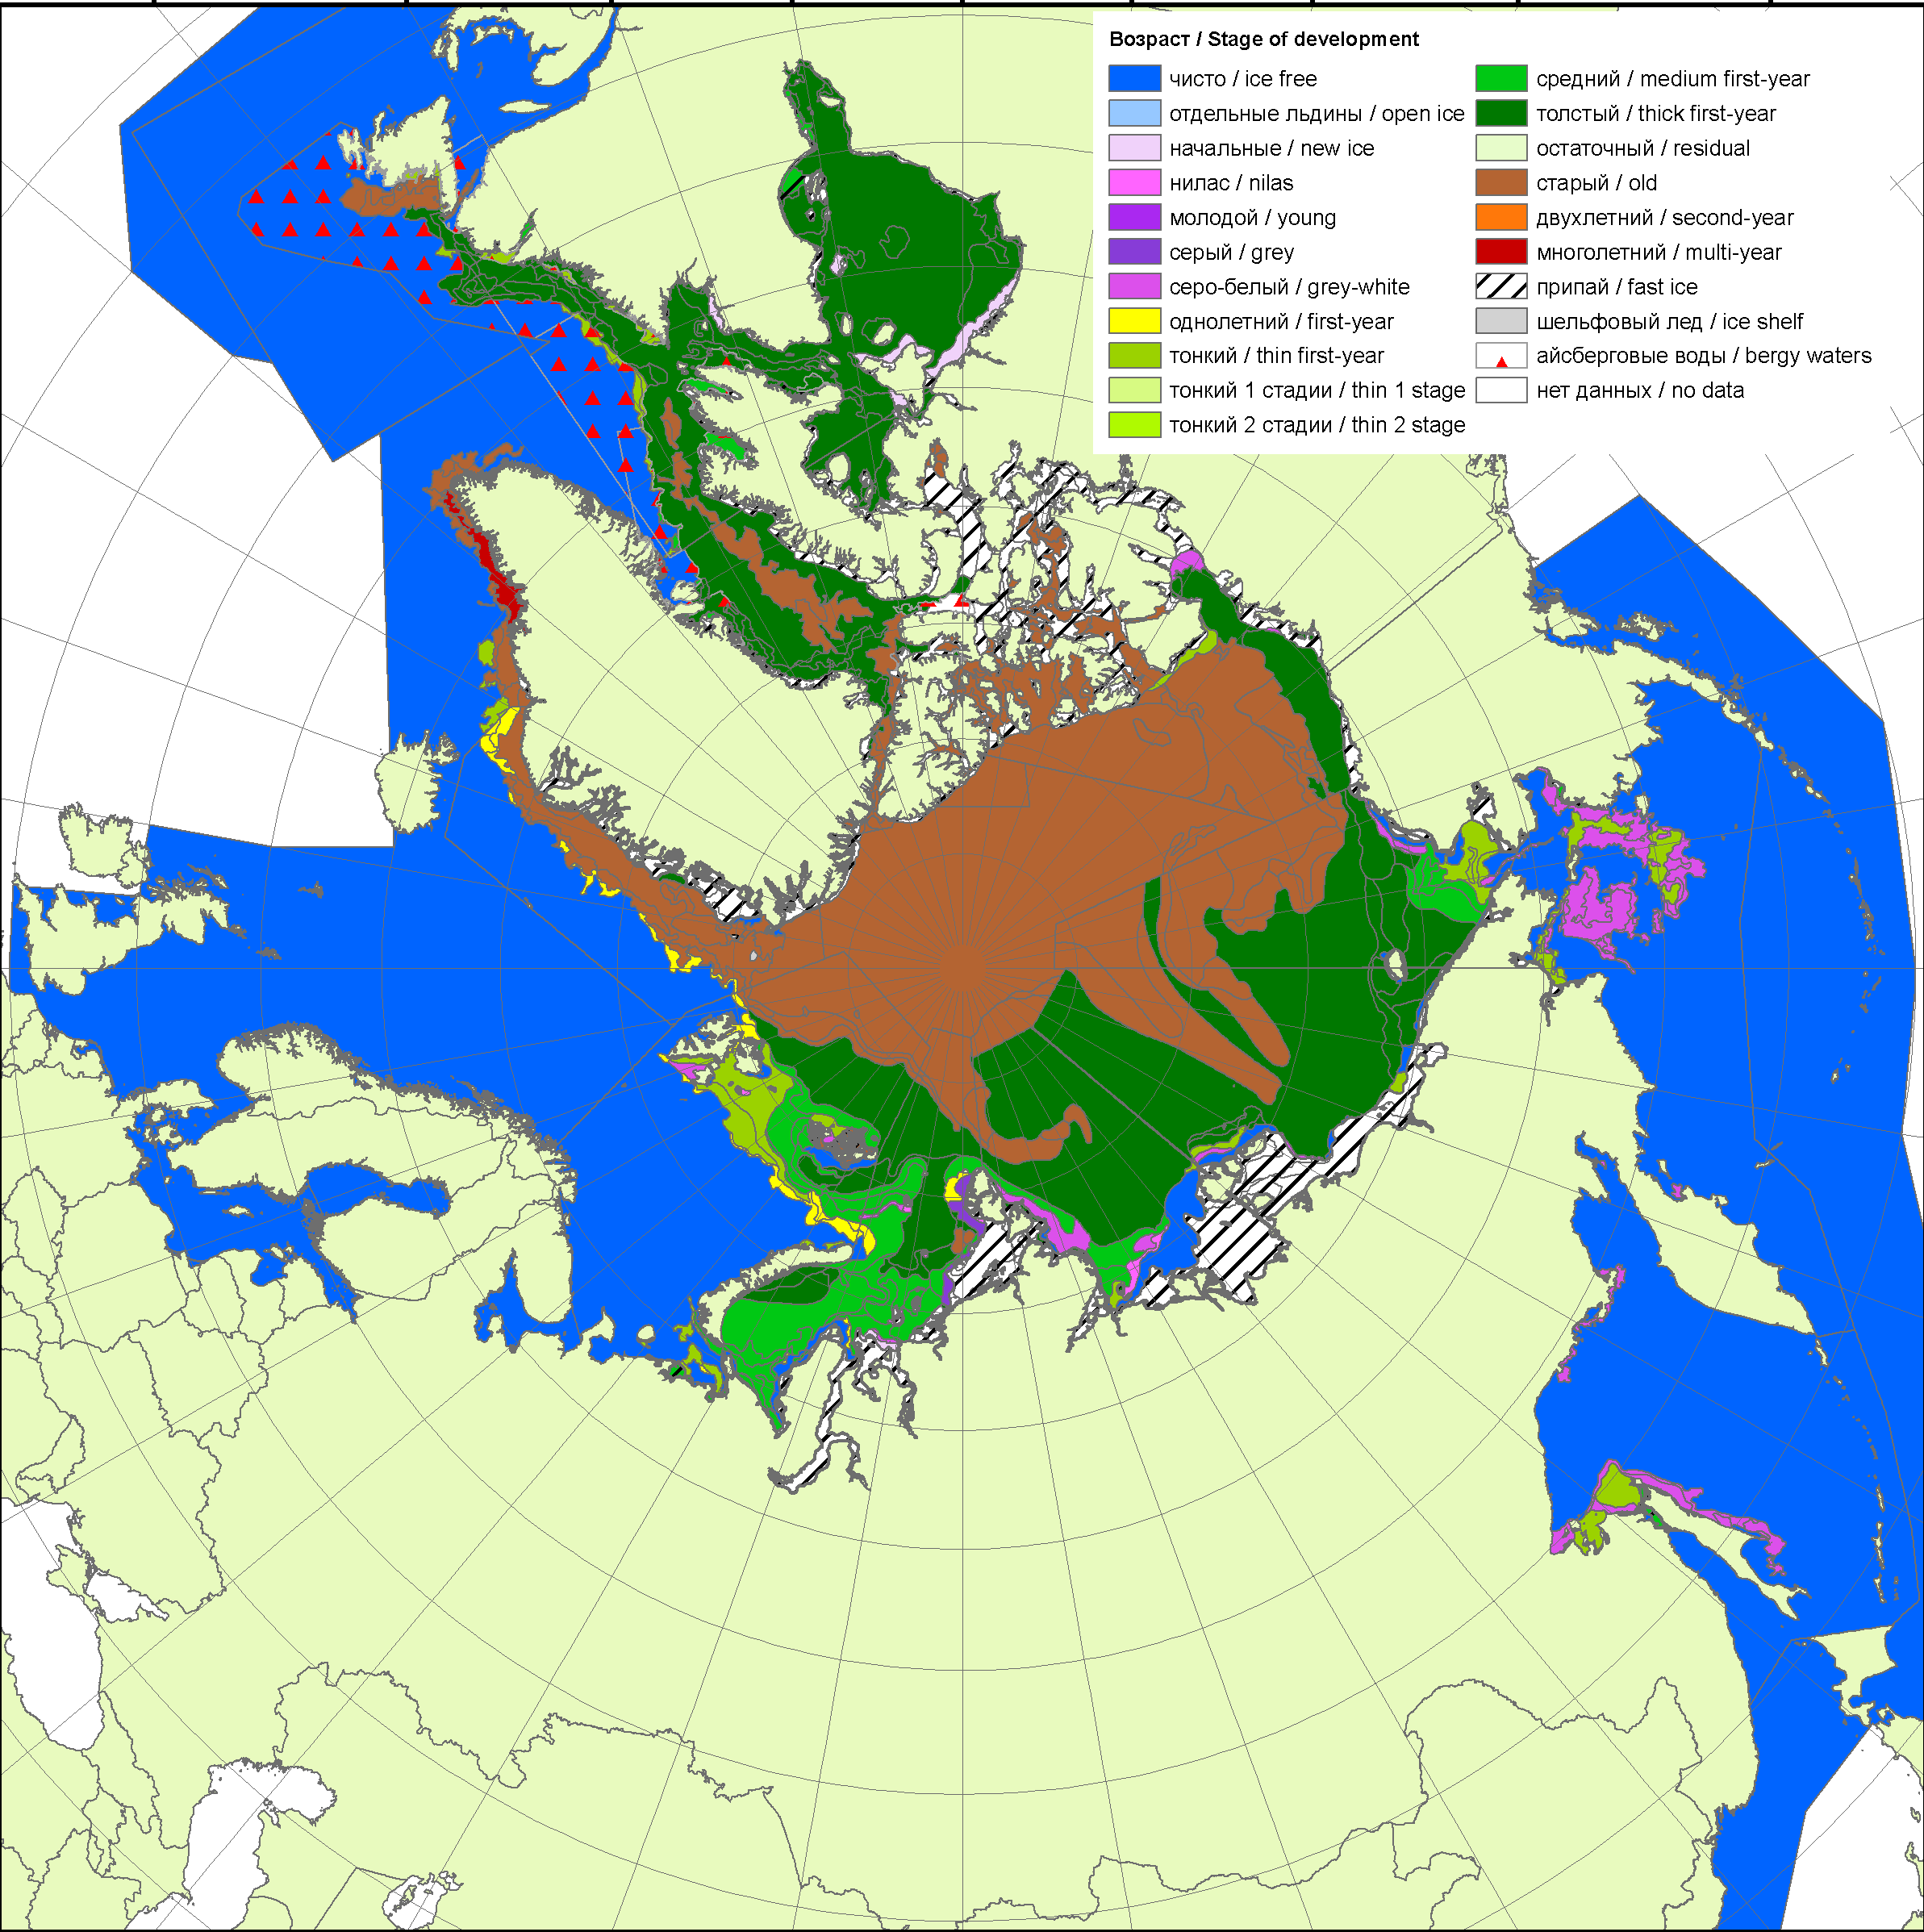 Возраст / Stage of development
чисто / ice free
отдельные льдины / open ice
начальные / new ice
нилас / nilas
молодой / young
серый / grey
серо-белый / grey-white
однолетний / first-year
тонкий / thin first-year
тонкий 1 стадии / thin 1 stage
тонкий 2 стадии / thin 2 stage
средний / medium first-year
толстый / thick first-year
остаточный / residual
старый / old
двухлетний / second-year
многолетний / multi-year
припай / fast ice
шельфовый лед / ice shelf
айсберговые воды / bergy waters
нет данных / no data